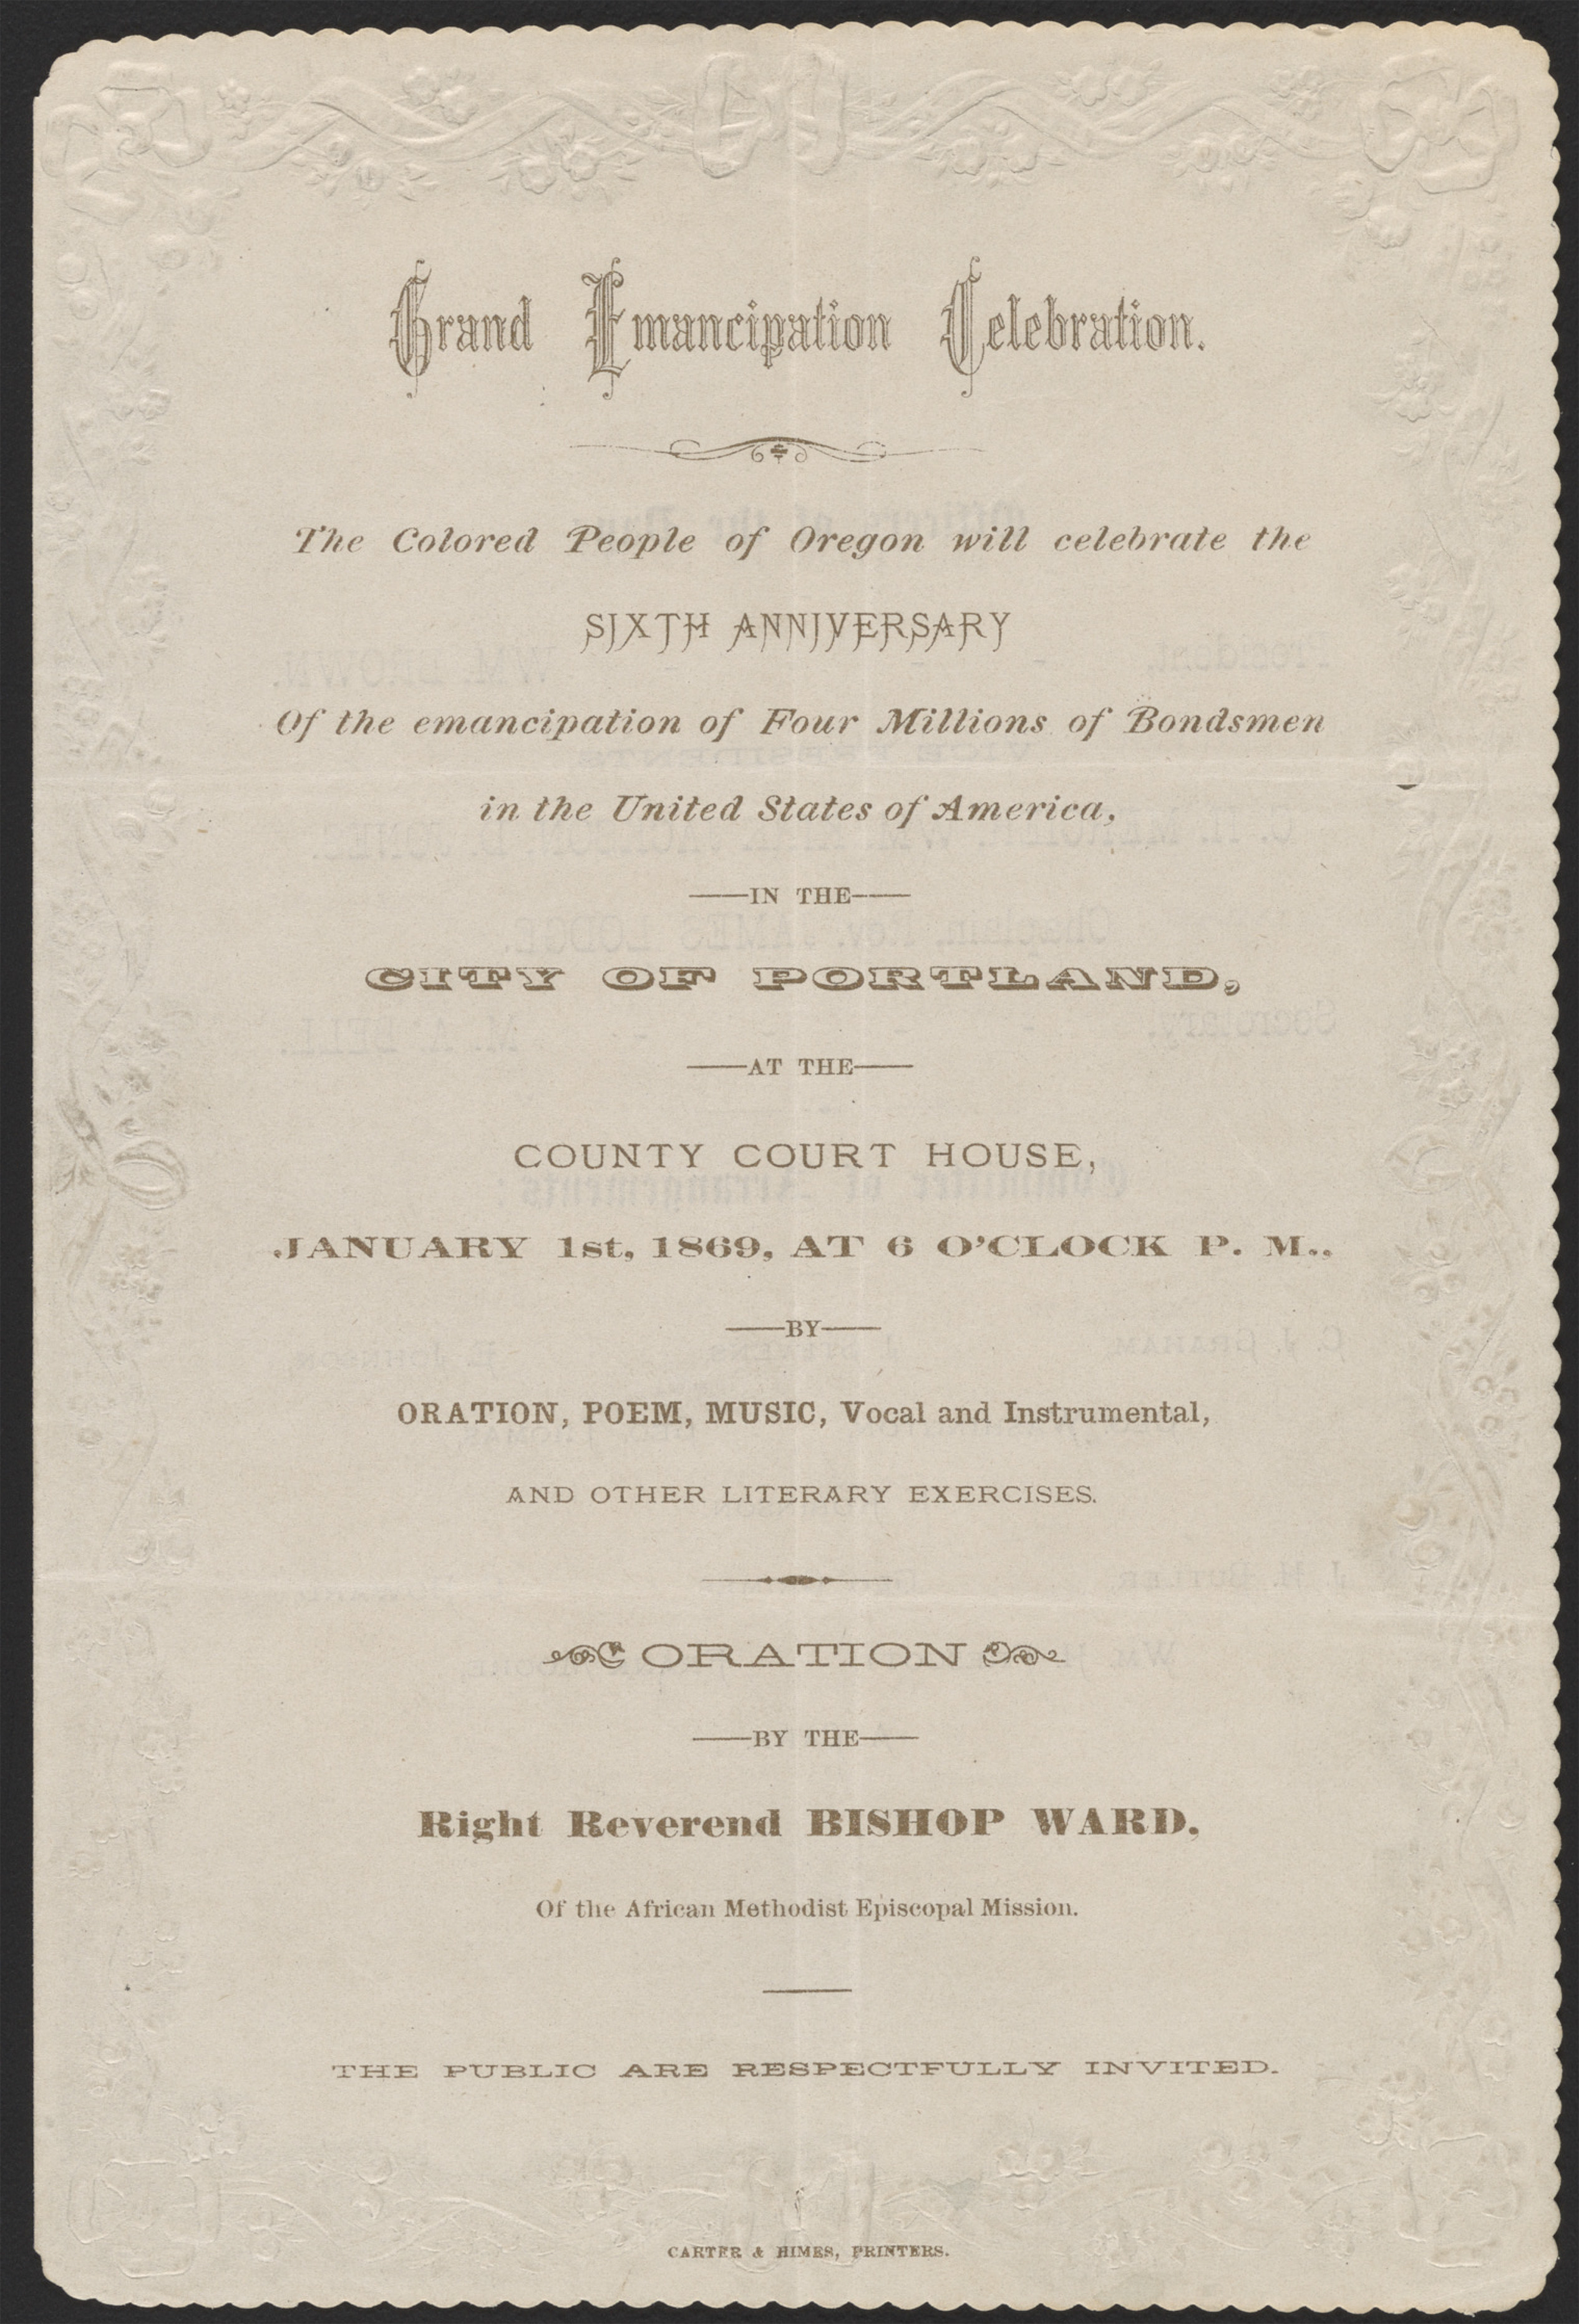 Grand Emancipation Celebration.
The Colored People of Oregon will celebrate the
SIXTH ANNIVERSARY
Of the emancipation of Four Millions of Bondsmen
in the United States of America,
—IN THE—
CITY OF PORTLAND,
—AT THE—
COUNTY COURT HOUSE,
JANUARY 1st, 1869, AT 6 O'CLOCK P. M.,
—BY—
ORATION, POEM, MUSIC, Vocal and Instrumental,
AND OTHER LITERARY EXERCISES.
ORATION
—BY THE—
Right Reverend BISHOP WARD,
Of the African Methodist Episcopal Mission.
THE PUBLIC ARE RESPECTFULLY INVITED.
CARTER & HIMES, PRINTERS.